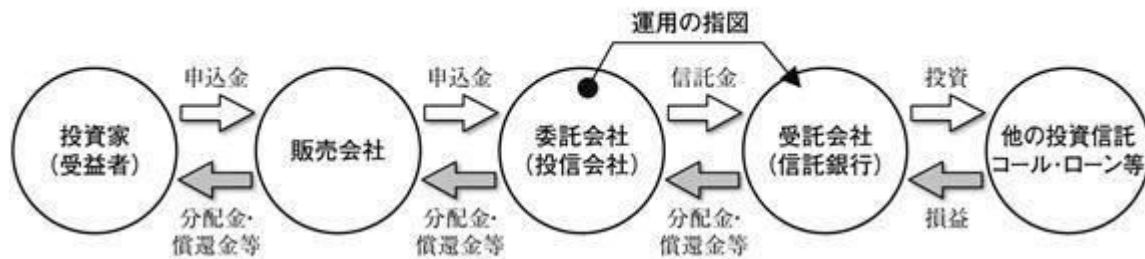 運用の指図
申込金
申込金
信託金
投資
投資家
（受益者）
販売会社
委託会社
（投信会社）
受託会社
（信託銀行）
他の投資信託
コール・ローン等
分配金・
償還金等
分配金・
償還金等
分配金・
償還金等
損益